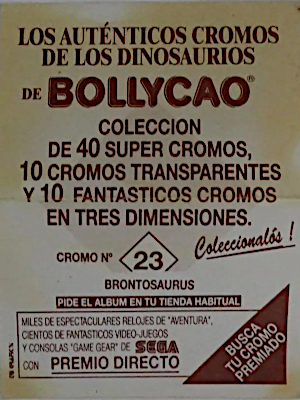 LOS AUTÉNTICOS CROMOS
DE LOS DINOSAURIOS
DE BOLLYCAO®
COLECCION
DE 40 SUPER CROMOS,
10 CROMOS TRANSPARENTES
Y 10 FANTASTICOS CROMOS
EN TRES DIMENSIONES.
Coleccionalós!
CROMO Nº 23
BRONTOSAURUS
PIDE EL ALBUM EN TU TIENDA HABITUAL
MILES DE ESPECTACULARES RELOJES DE "AVENTURA",
CIENTOS DE FANTASTICOS VIDEO-JUEGOS
Y CONSOLAS "GAME GEAR" DE SEGA
CON PREMIO DIRECTO
BUSCA
TU CROMO
PREMIADO